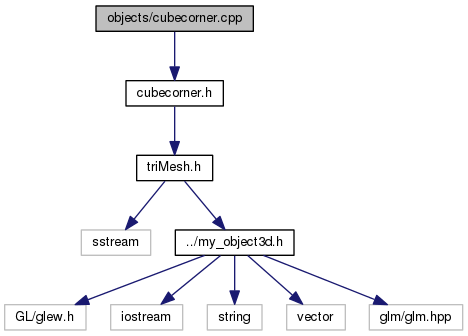 objects/cubecorner.cpp
cubecorner.h
triMesh.h
sstream
../my_object3d.h
GL/glew.h
iostream
string
vector
glm/glm.hpp